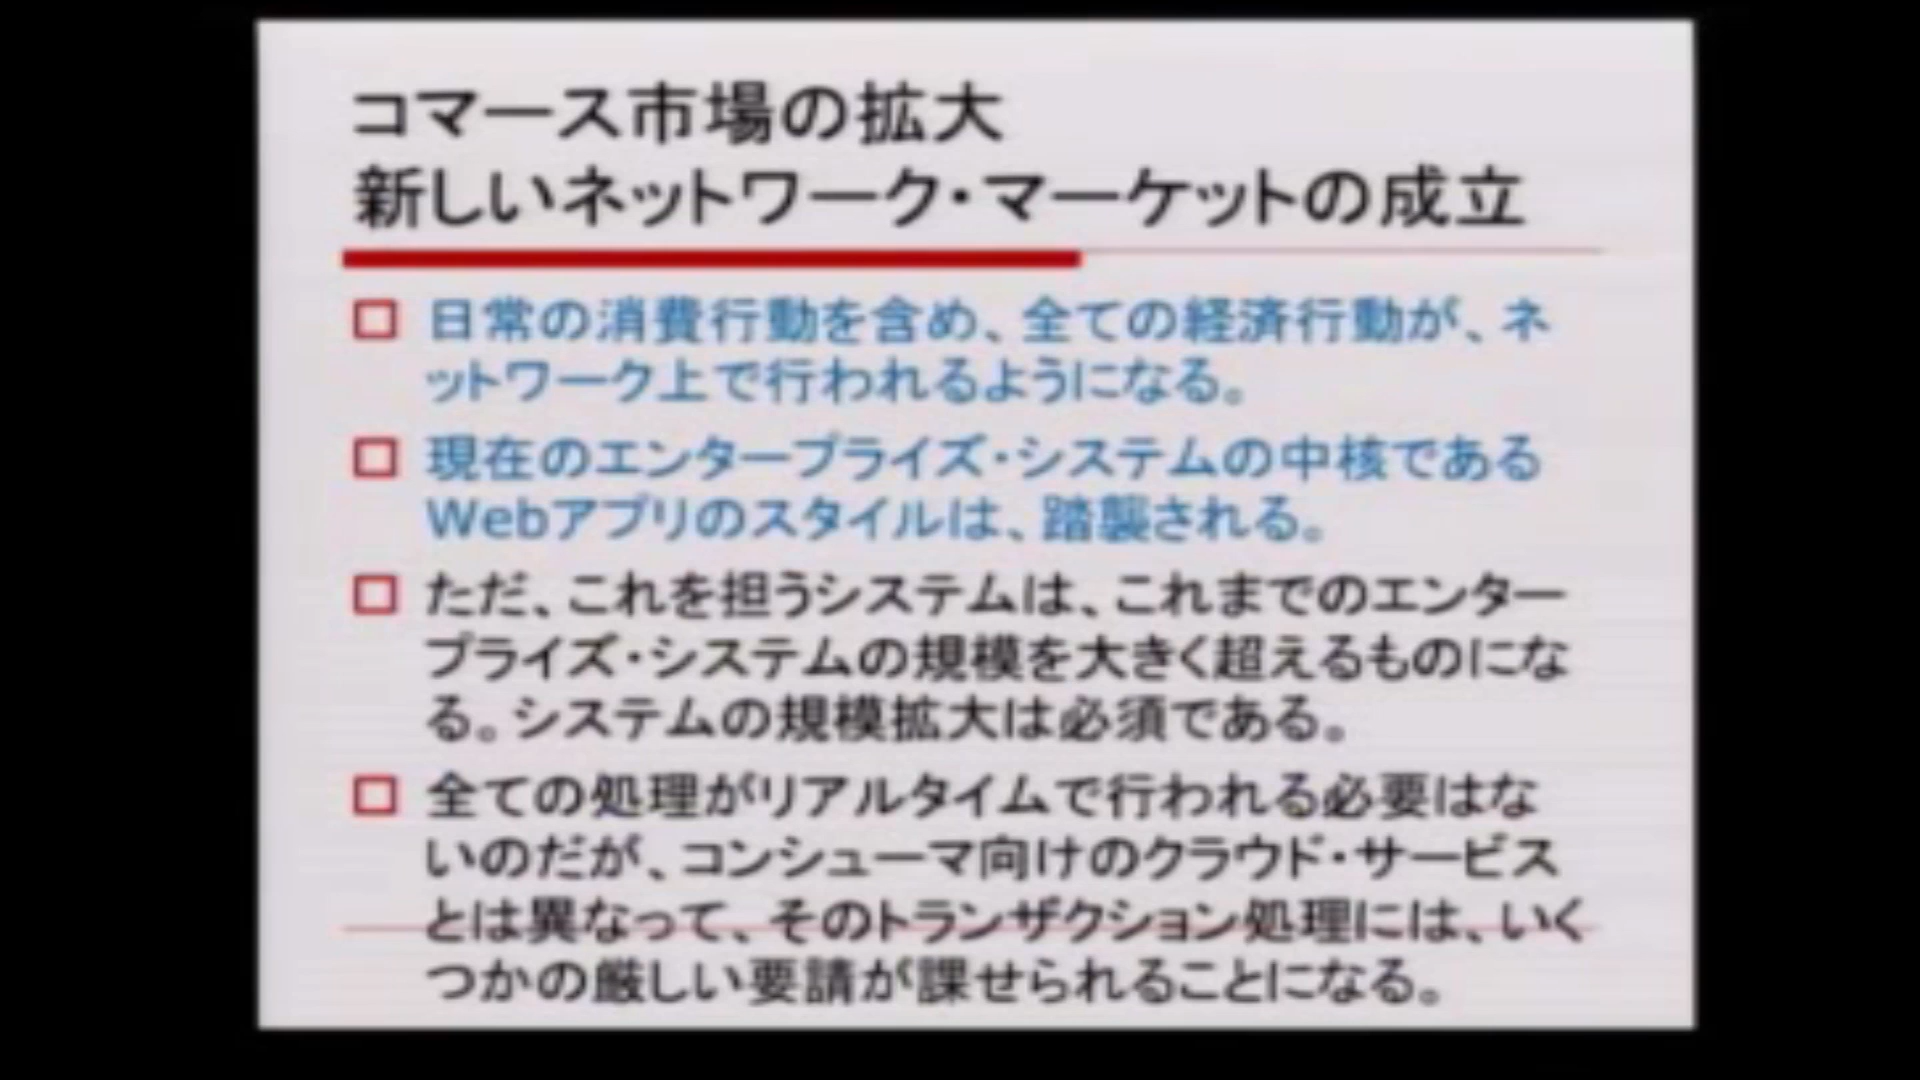 コマース市場の拡大
新しいネットワーク・マーケットの成立
日常の消費行動を含め、全ての経済行動が、ネ
ットワーク上で行われるようになる。
現在のエンタープライズ・システムの中核である
Webアプリのスタイルは、踏襲される。
ただ、これを担うシステムは、これまでのエンター
プライズ・システムの規模を大きく超えるものにな
る。システムの規模拡大は必須である。
全ての処理がリアルタイムで行われる必要はな
いのだが、コンシューマ向けのクラウド・サービス
とは異なって、そのトランザクション処理には、いく
つかの厳しい要請が課せられることになる。